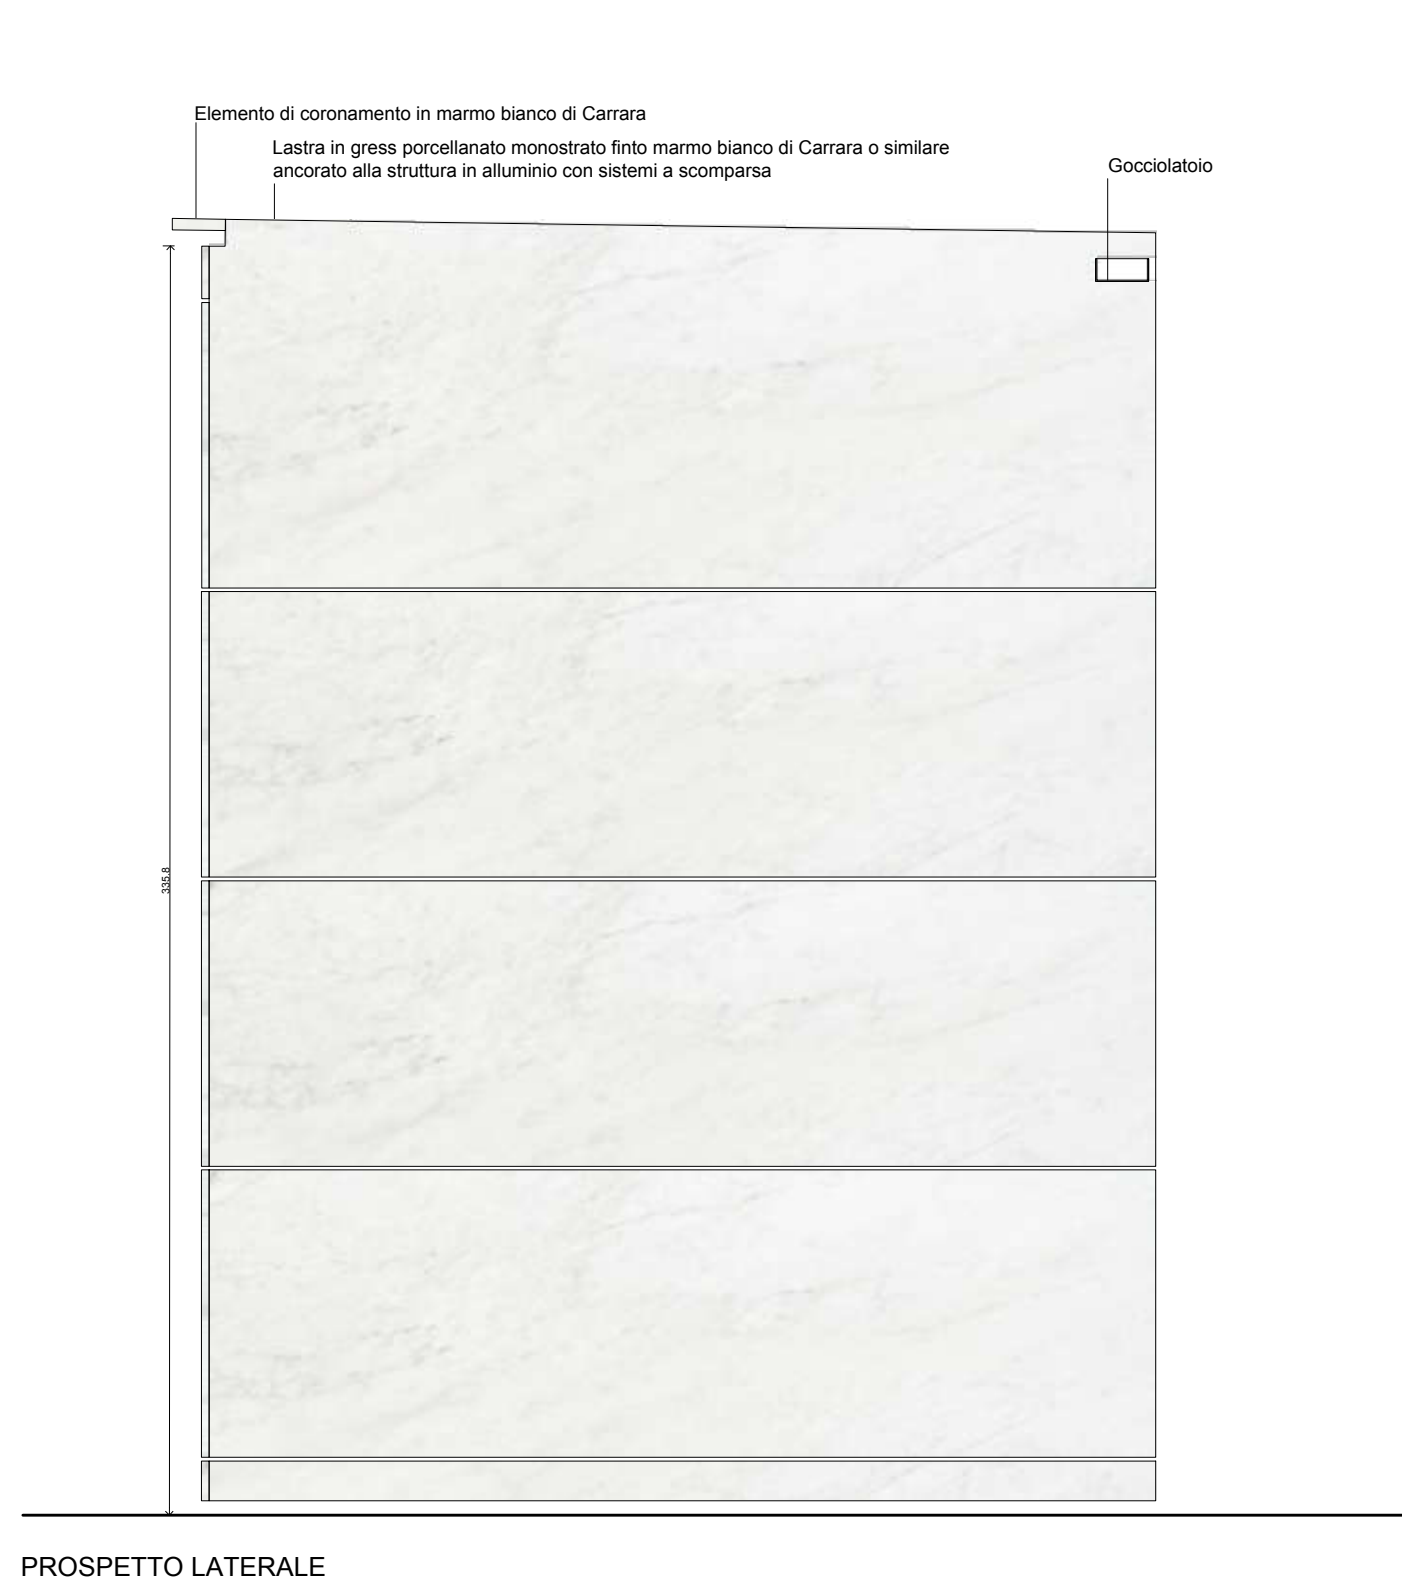 Elemento di coronamento in marmo bianco di Carrara
Lastra in gress porcellanato monostrato finto marmo bianco di Carrara o similare
ancorato alla struttura in alluminio con sistemi a scomparsa
Gocciolatoio
335.8
PROSPETTO LATERALE